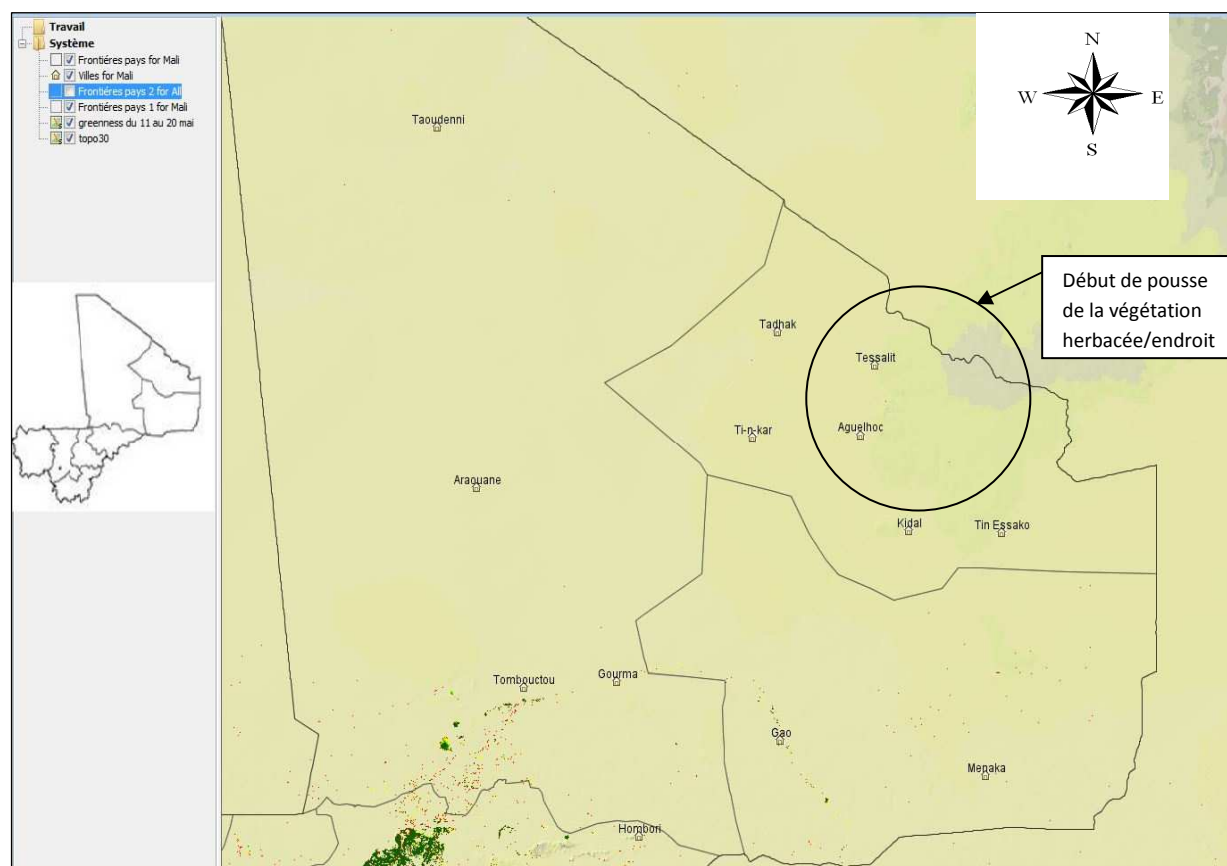 Travail
Système
Frontiéres pays for Mali
Villes for Mali
Frontiéres pays 2 for All
Frontiéres pays 1 for Mali
greenness du 11 au 20 mai
topo30
N
W
E
S
Taoudenni
Début de pousse
de la végétation
herbacée/endroit
Tadhak
Tessalit
Ti-n-kar
Aguelhoc
Araouane
Kidal
Tin Essako
Tombouctou
Gourma
Gao
Menaka
Hombori